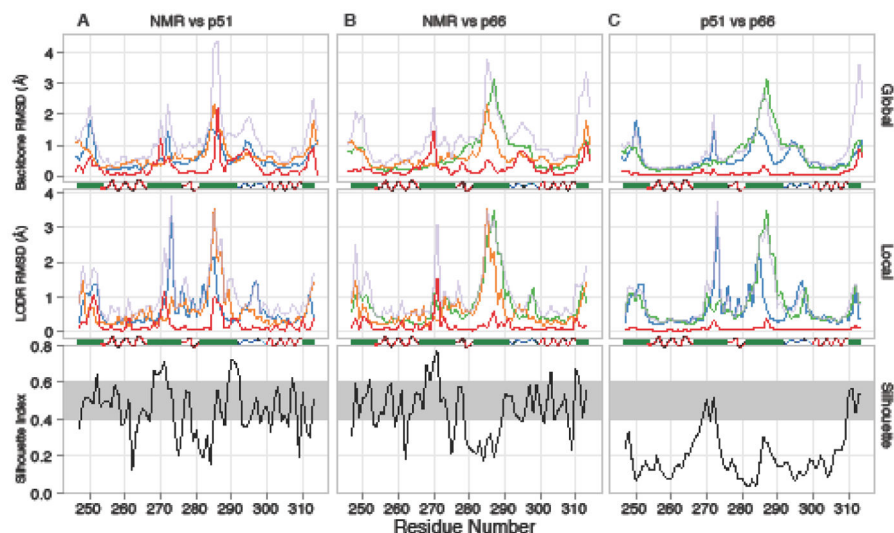 A NMR vs p51 B NMR vs p66 C p51 vs p66
Backbone RMSD (Å)
4
3
2
1
0
Global
LCDR RMSD (Å)
4
3
2
1
0
Local
Silhouette Index
0.8
0.6
0.4
0.2
0.0
Silhouette
250 260 270 280 290 300 310 250 260 270 280 290 300 310 250 260 270 280 290 300 310
Residue Number